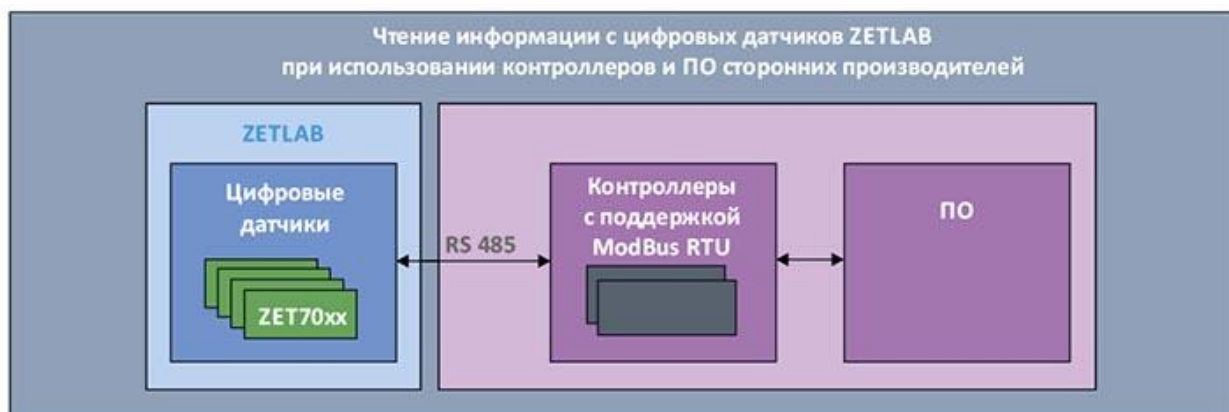 Чтение информации с цифровых датчиков ZETLAB
при использовании контроллеров и ПО сторонних производителей
ZETLAB
Цифровые
датчики
ZET70xx
RS 485
Контроллеры
с поддержкой
ModBus RTU
ПО